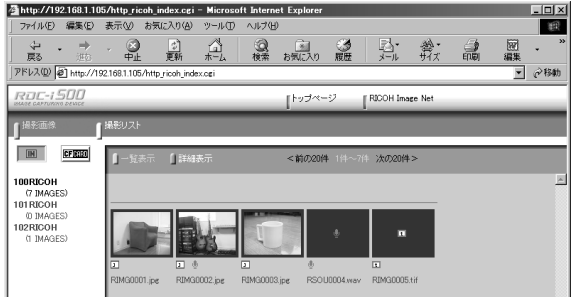 http://192.168.1.105/http_ricoh_index.cgi - Microsoft Internet Explorer
ファイル(F) 編集(E) 表示(V) お気に入り(A) ツール(T) ヘルプ(H)
戻る 進む 中止 更新 ホーム 検索 お気に入り 履歴 メール サイズ 印刷 編集
アドレス(D) http://192.168.1.105/http_ricoh_index.cgi 移動
RDC-i500
IMAGE CAPTURING DEVICE
トップページ RICOH Image Net
撮影画像 撮影リスト
IM CF CARD
一覧表示 詳細表示 <前の20件 1件～7件 次の20件>
100RICOH
(7 IMAGES)
101RICOH
(0 IMAGES)
102RICOH
(1 IMAGES)
RIMG0001.jpg RIMG0002.jpg RIMG0003.jpg RSOU0004.wav RIMG0005.tif